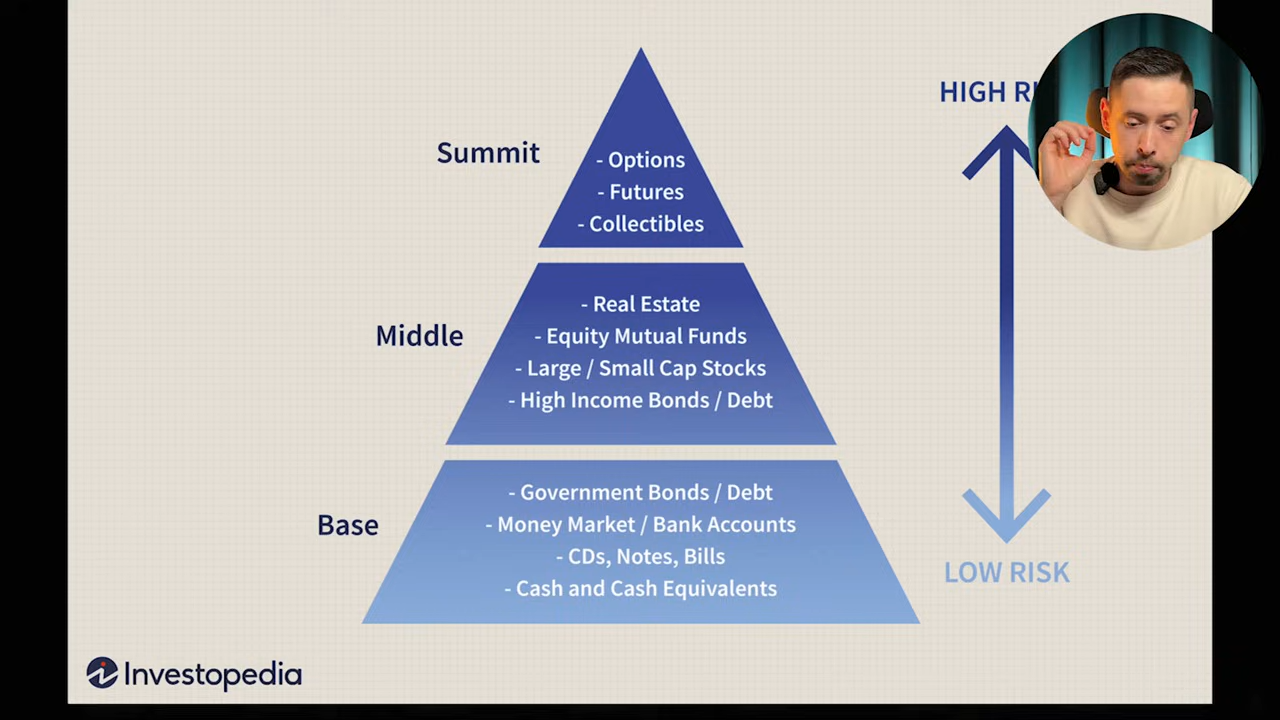 HIGH
Summit
- Options
- Futures
- Collectibles
Middle
- Real Estate
- Equity Mutual Funds
- Large / Small Cap Stocks
- High Income Bonds / Debt
Base
- Government Bonds / Debt
- Money Market / Bank Accounts
- CDs, Notes, Bills
- Cash and Cash Equivalents
LOW RISK
Investopedia